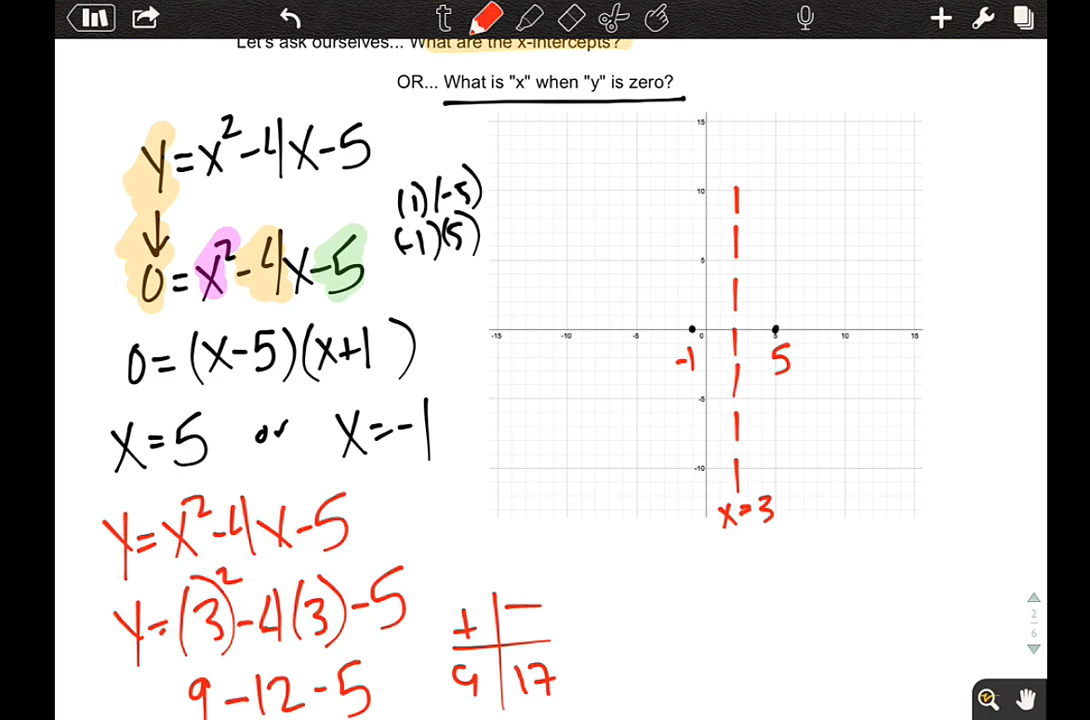 t
Let's ask ourselves... What are the x-intercepts?
OR... What is "x" when "y" is zero?
y=x²-4x-5
(1)(-5)
(-1)(5)
0=x²-4x-5
0=(x-5)(x+1)
x=5 or x=-1
y=x²-4x-5
y=(3)²-4(3)-5
9-12-5
+ -
9 17
15
10
5
-15 -10 -5 0 5 10 15
-1 5
-5
-10
x=3
2
6